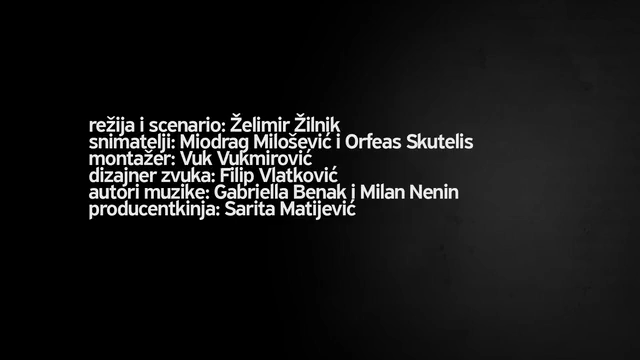 režija i scenario: Želimir Žilnik
snimatelji: Miodrag Milošević i Orfeas Skutelis
montažer: Vuk Vukmirović
dizajner zvuka: Filip Vlatković
autori muzike: Gabriella Benak i Milan Nenin
producentkinja: Sarita Matijević